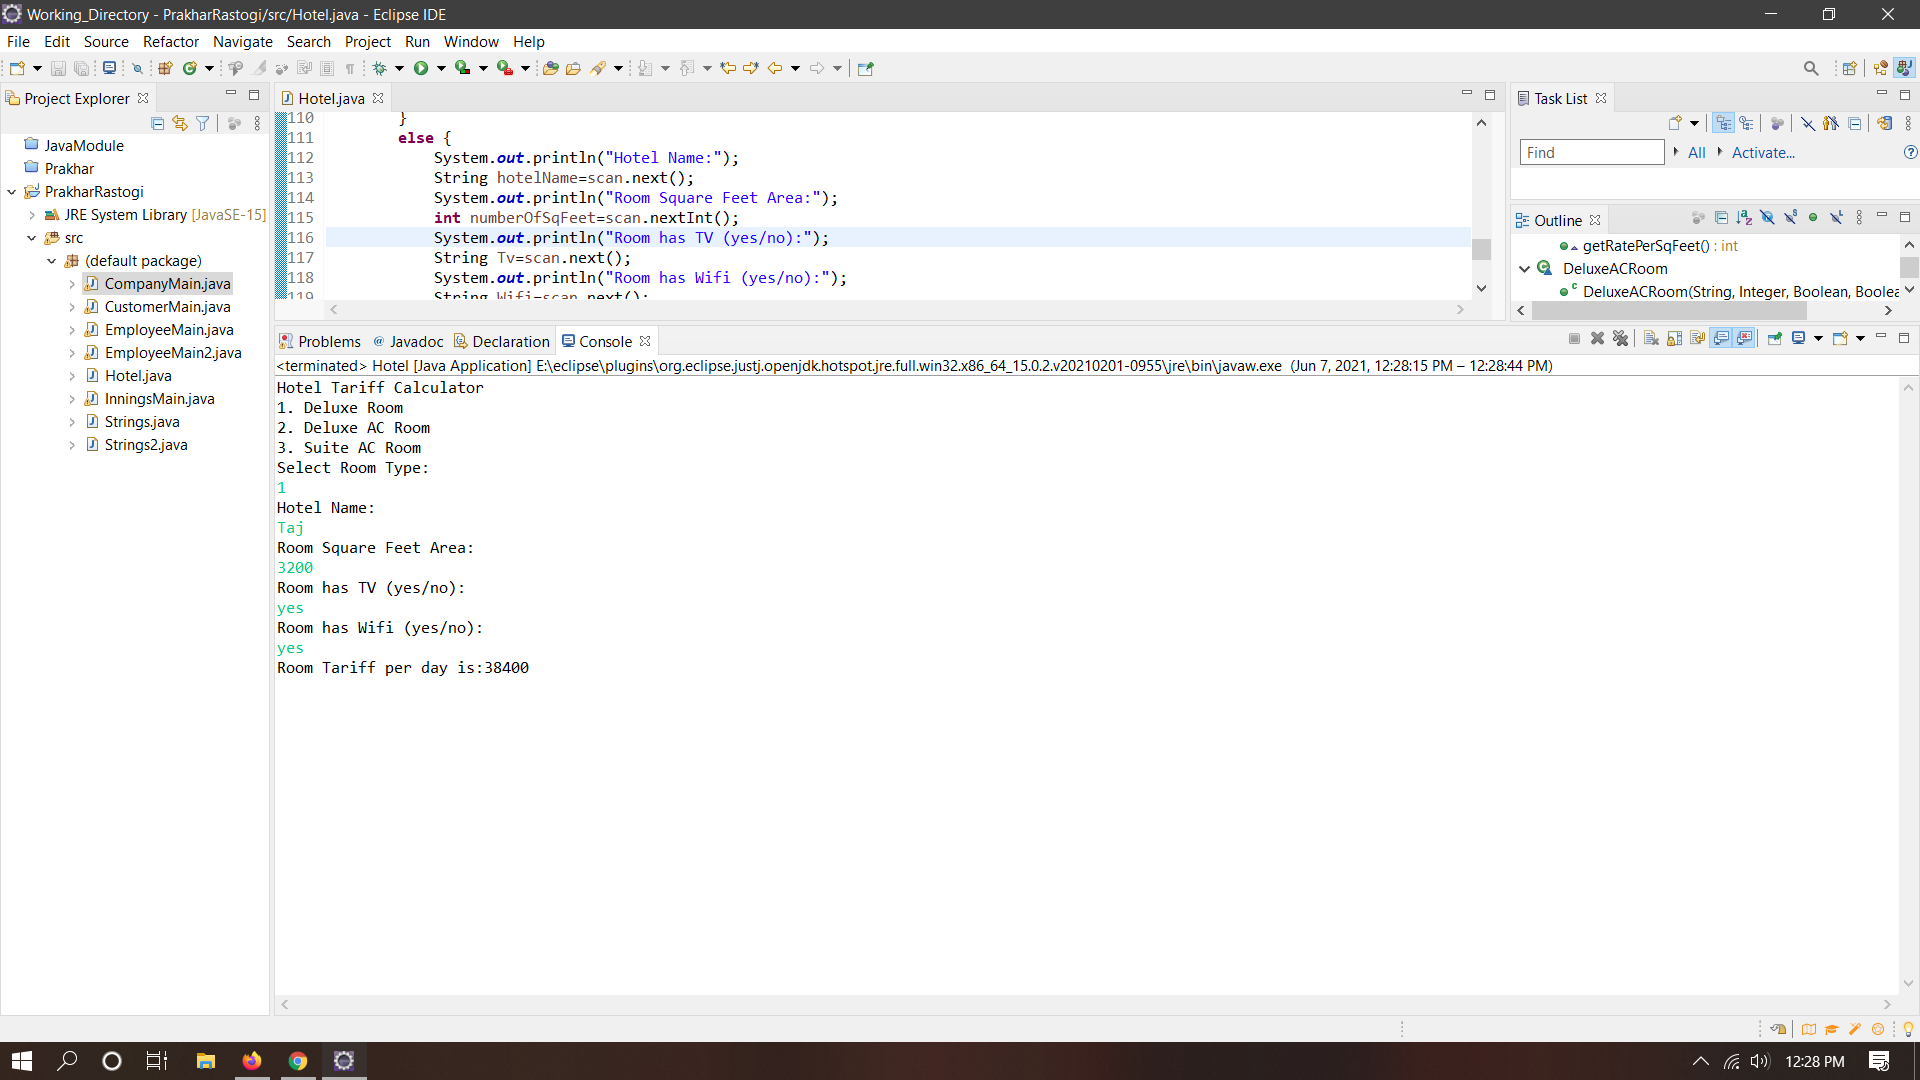 Working_Directory - PrakharRastogi/src/Hotel.java - Eclipse IDE
File Edit Source Refactor Navigate Search Project Run Window Help
Project Explorer
JavaModule
Prakhar
PrakharRastogi
JRE System Library [JavaSE-15]
src
(default package)
CompanyMain.java
CustomerMain.java
EmployeeMain.java
EmployeeMain2.java
Hotel.java
InningsMain.java
Strings.java
Strings2.java
Hotel.java
110 }
111 else {
112 System.out.println("Hotel Name:");
113 String hotelName=scan.next();
114 System.out.println("Room Square Feet Area:");
115 int numberOfSqFeet=scan.nextInt();
116 System.out.println("Room has TV (yes/no):");
117 String Tv=scan.next();
118 System.out.println("Room has Wifi (yes/no):");
119 String Wifi=scan.next();
Task List
Find
All
Activate...
Outline
getRatePerSqFeet() : int
DeluxeACRoom
DeluxeACRoom(String, Integer, Boolean, Boolea
Problems @ Javadoc Declaration Console
<terminated> Hotel [Java Application] E:\eclipse\plugins\org.eclipse.justj.openjdk.hotspot.jre.full.win32.x86_64_15.0.2.v20210201-0955\jre\bin\javaw.exe (Jun 7, 2021, 12:28:15 PM – 12:28:44 PM)
Hotel Tariff Calculator
1. Deluxe Room
2. Deluxe AC Room
3. Suite AC Room
Select Room Type:
1
Hotel Name:
Taj
Room Square Feet Area:
3200
Room has TV (yes/no):
yes
Room has Wifi (yes/no):
yes
Room Tariff per day is:38400
12:28 PM